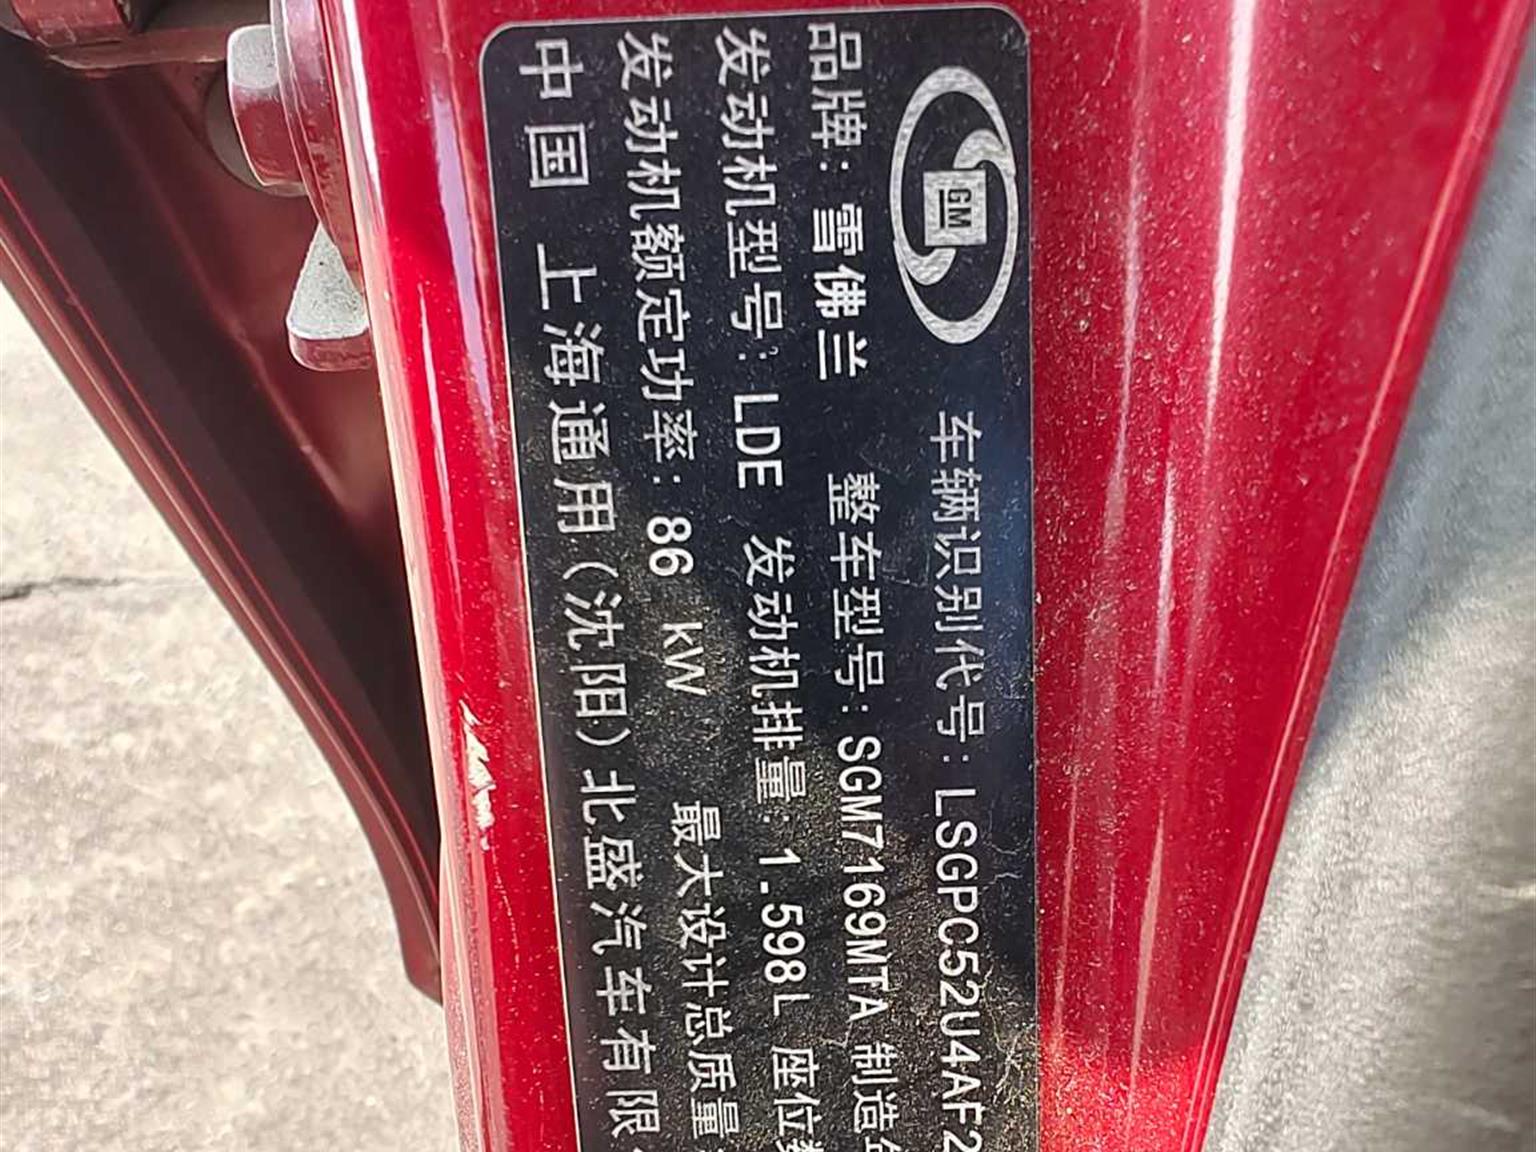 GM
车辆识别代号:LSGPC52U4AF2
品牌:雪佛兰 整车型号:SGM7169MTA 制造
发动机型号:LDE 发动机排量:1.598L 座位数
发动机额定功率:86 kW 最大设计总质量
中国 上海通用(沈阳)北盛汽车有限